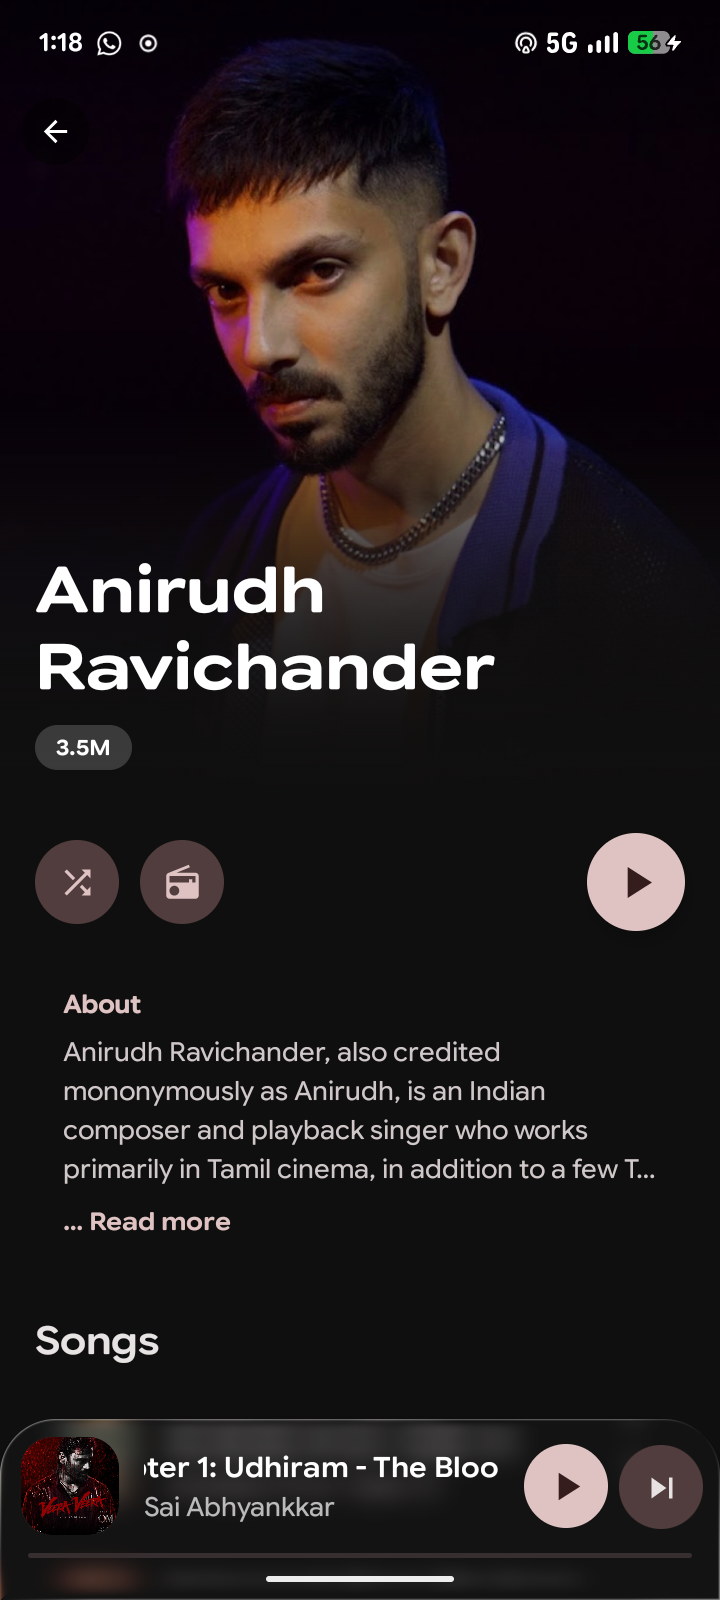 1:18 5G 56
Anirudh
Ravichander
3.5M
About
Anirudh Ravichander, also credited
mononymously as Anirudh, is an Indian
composer and playback singer who works
primarily in Tamil cinema, in addition to a few T...
... Read more
Songs
ter 1: Udhiram - The Bloo
Sai Abhyankkar